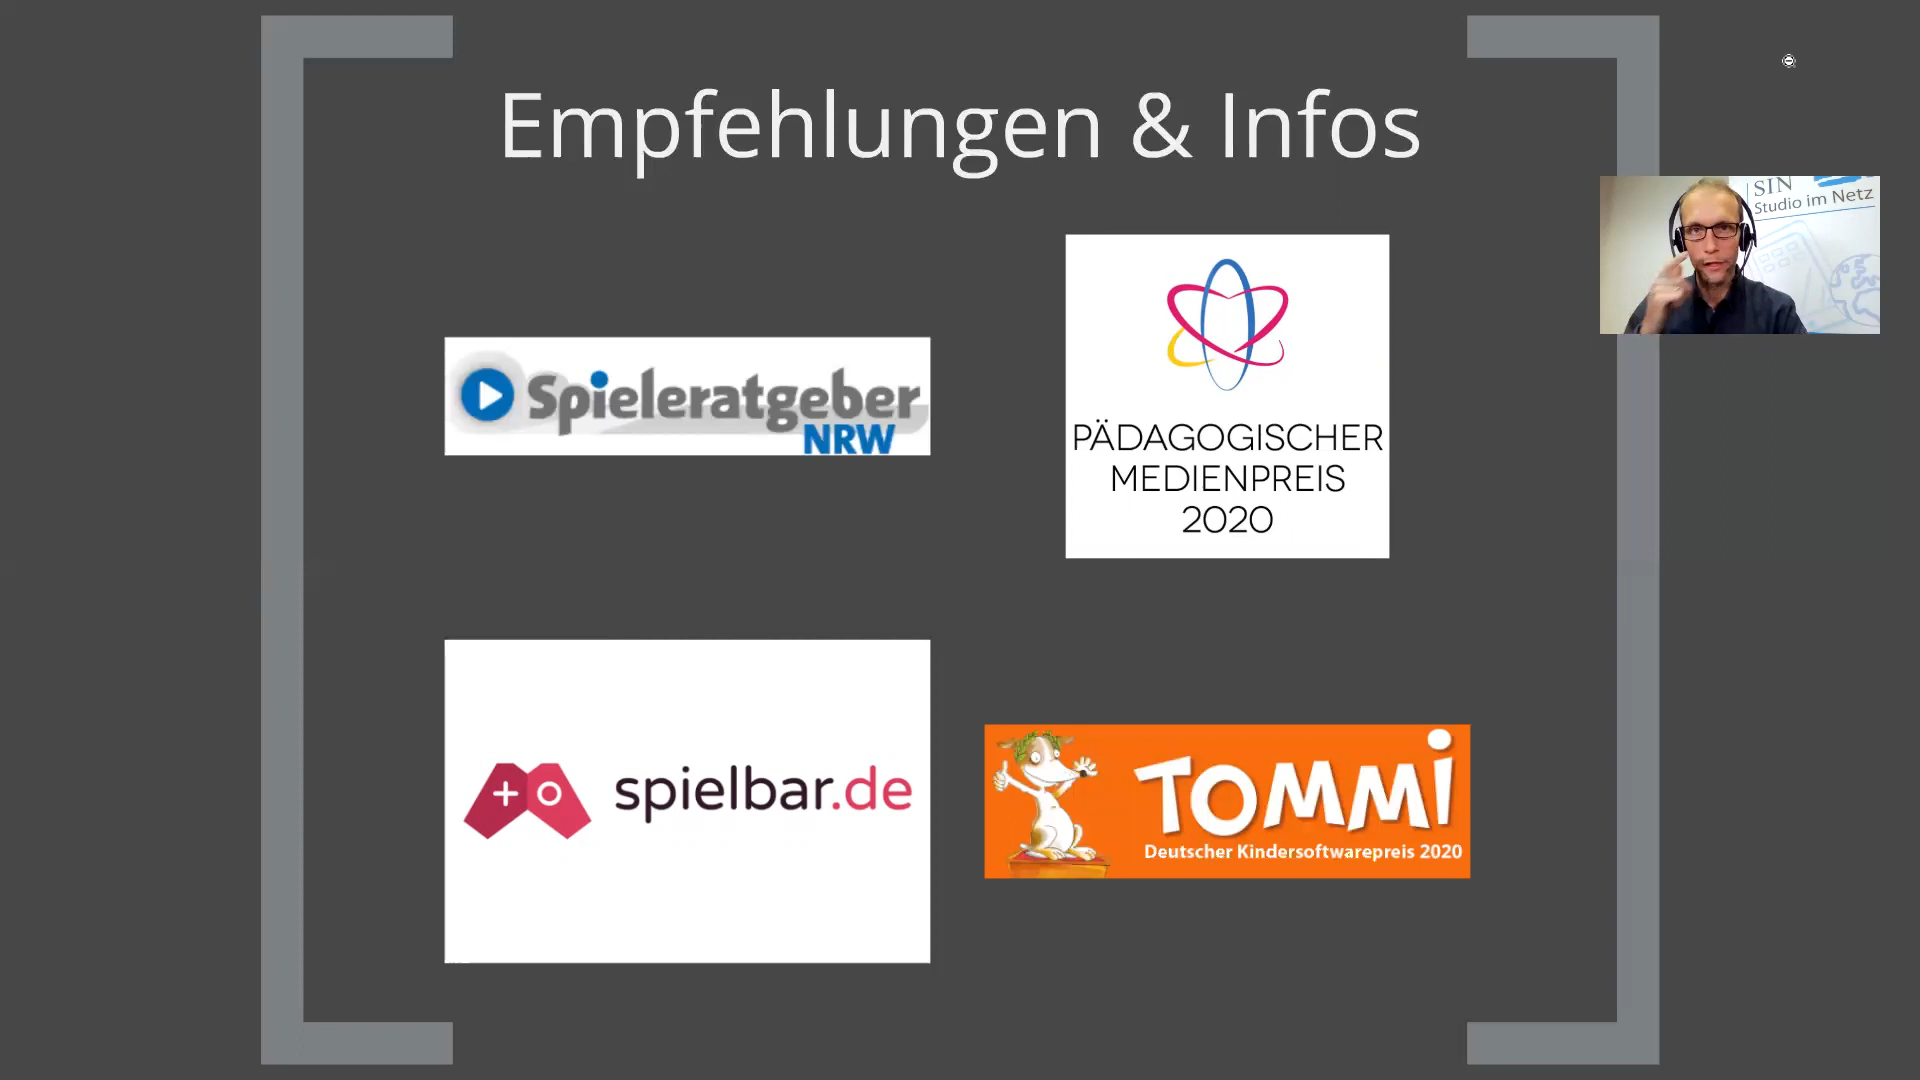 Empfehlungen & Infos
SIN
Studio im Netz
Spieleratgeber
NRW
PÄDAGOGISCHER
MEDIENPREIS
2020
spielbar.de
TOMMi
Deutscher Kindersoftwarepreis 2020